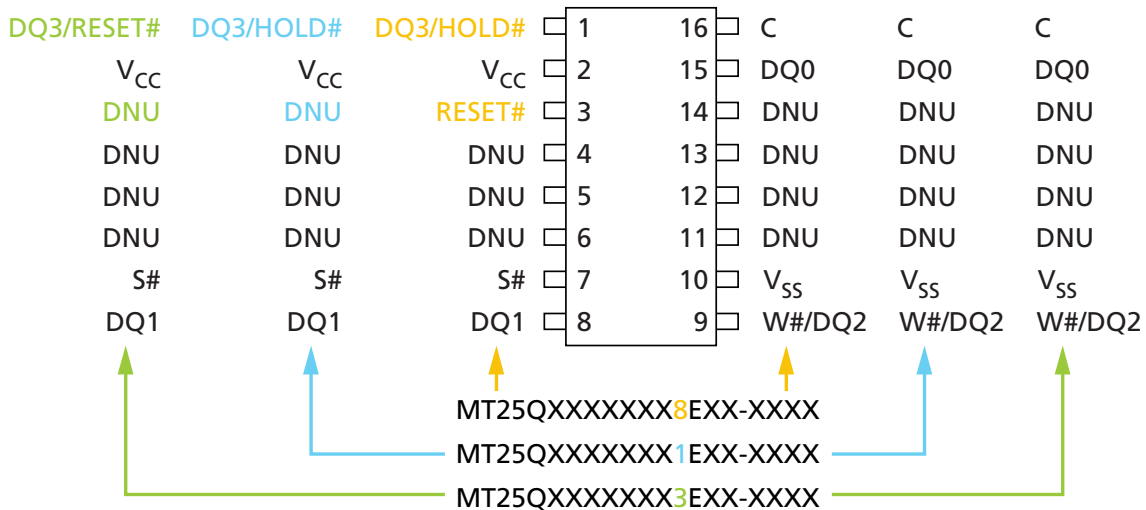 DQ3/RESET# DQ3/HOLD# DQ3/HOLD# 1 16 C C C
VCC VCC VCC 2 15 DQ0 DQ0 DQ0
DNU DNU RESET# 3 14 DNU DNU DNU
DNU DNU DNU 4 13 DNU DNU DNU
DNU DNU DNU 5 12 DNU DNU DNU
DNU DNU DNU 6 11 DNU DNU DNU
S# S# S# 7 10 VSS VSS VSS
DQ1 DQ1 DQ1 8 9 W#/DQ2 W#/DQ2 W#/DQ2
MT25QXXXXXXX8EXX-XXXX
MT25QXXXXXXX1EXX-XXXX
MT25QXXXXXXX3EXX-XXXX